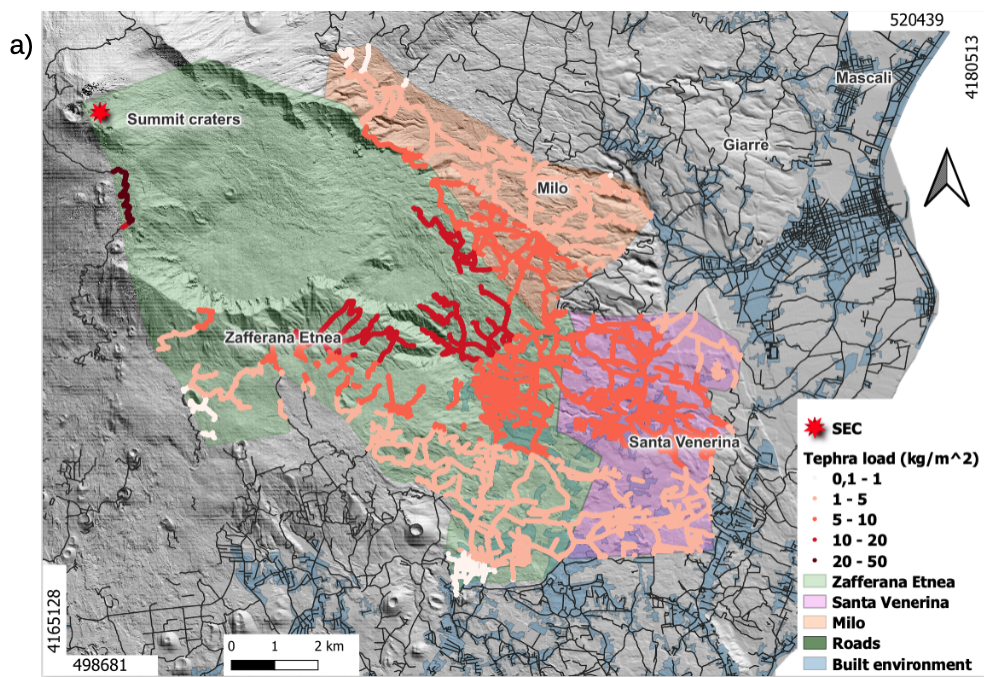 a)
520439
4180513
Mascali
Summit craters
Giarre
Milo
Zafferana Etnea
Santa Venerina
SEC
Tephra load (kg/m^2)
0,1 - 1
1 - 5
5 - 10
10 - 20
20 - 50
Zafferana Etnea
Santa Venerina
Milo
Roads
Built environment
4165128
498681
0 1 2 km